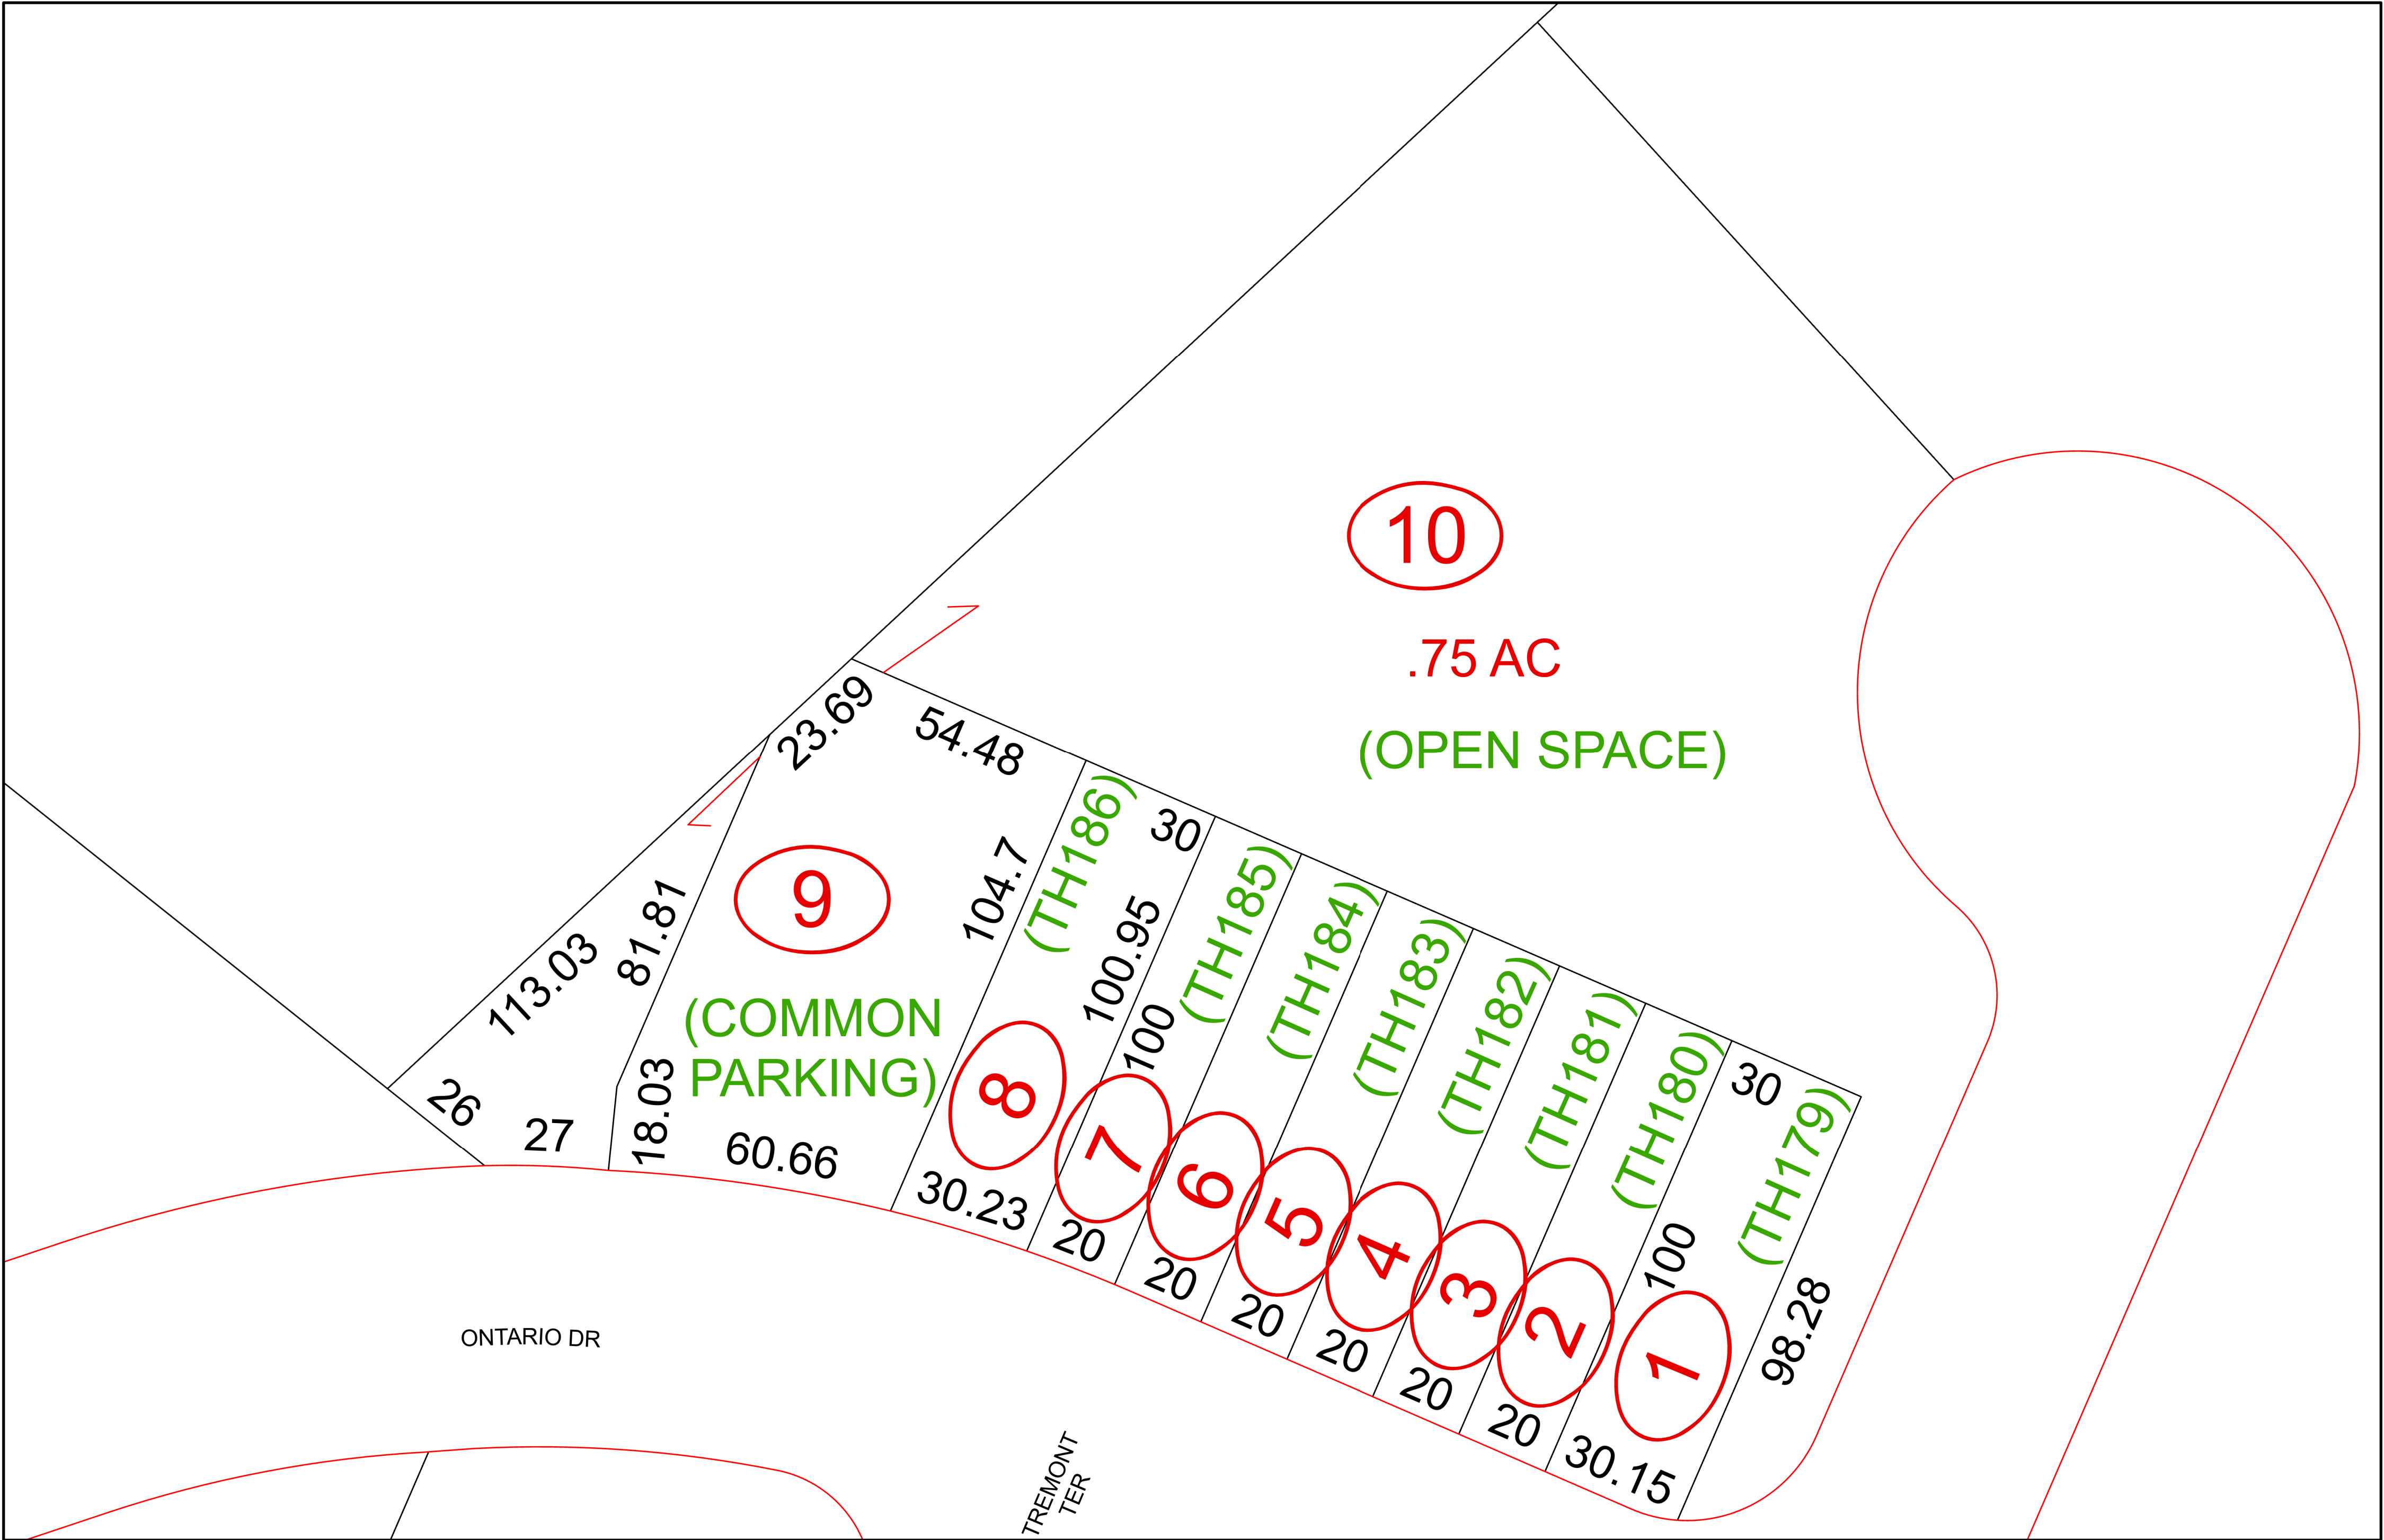 10
.75 AC
(OPEN SPACE)
23.69
54.48
(TH186)
30
9
104.7
81.81
113.03
100.95
100
(TH185)
(TH184)
(TH183)
(TH182)
(TH181)
(TH180)
30
(TH179)
(COMMON
PARKING)
26
27
18.03
60.66
8
7
6
5
4
3
2
1
100
98.28
30.23
20
20
20
20
20
20
30.15
ONTARIO DR
TREMONT
TER